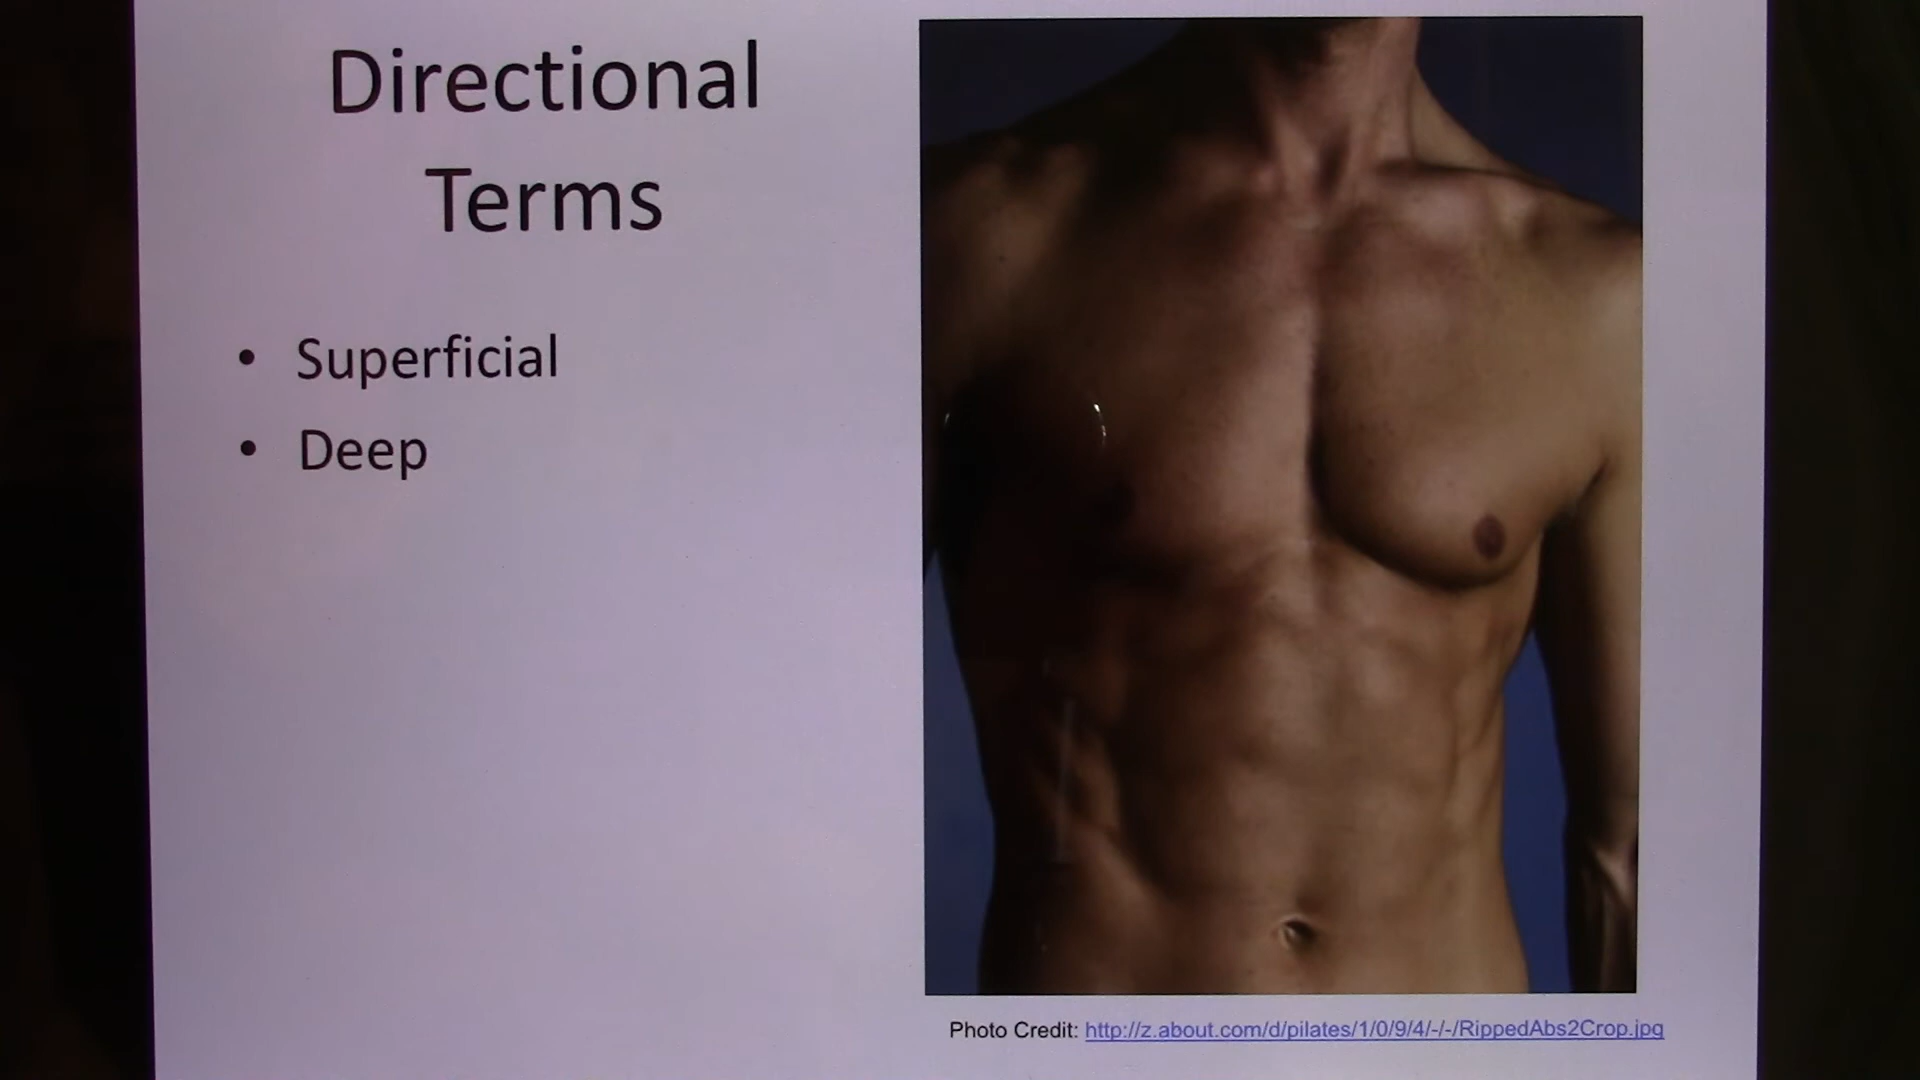 Directional
Terms
• Superficial
• Deep
Photo Credit: http://z.about.com/d/pilates/1/0/9/4/-/-/RippedAbs2Crop.jpg